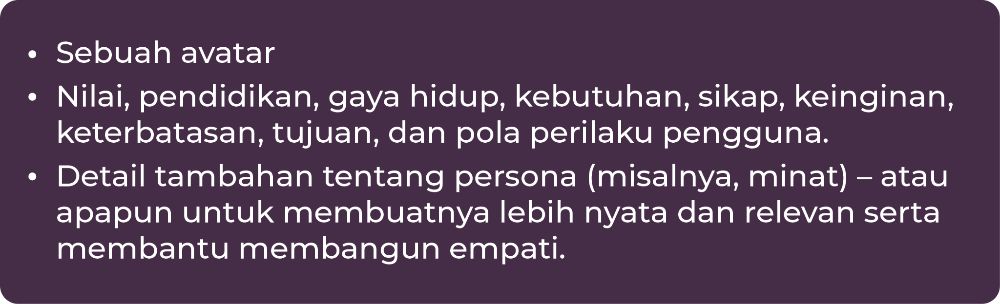 • Sebuah avatar
• Nilai, pendidikan, gaya hidup, kebutuhan, sikap, keinginan,
keterbatasan, tujuan, dan pola perilaku pengguna.
• Detail tambahan tentang persona (misalnya, minat) – atau
apapun untuk membuatnya lebih nyata dan relevan serta
membantu membangun empati.